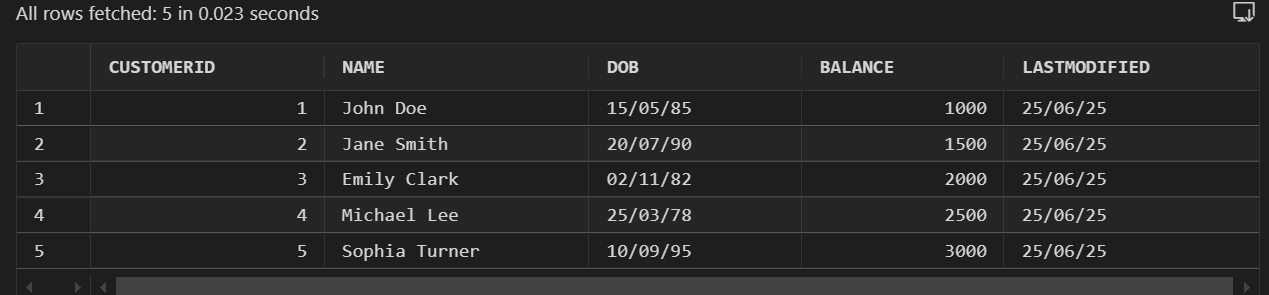 All rows fetched: 5 in 0.023 seconds
CUSTOMERID NAME DOB BALANCE LASTMODIFIED
1 1 John Doe 15/05/85 1000 25/06/25
2 2 Jane Smith 20/07/90 1500 25/06/25
3 3 Emily Clark 02/11/82 2000 25/06/25
4 4 Michael Lee 25/03/78 2500 25/06/25
5 5 Sophia Turner 10/09/95 3000 25/06/25